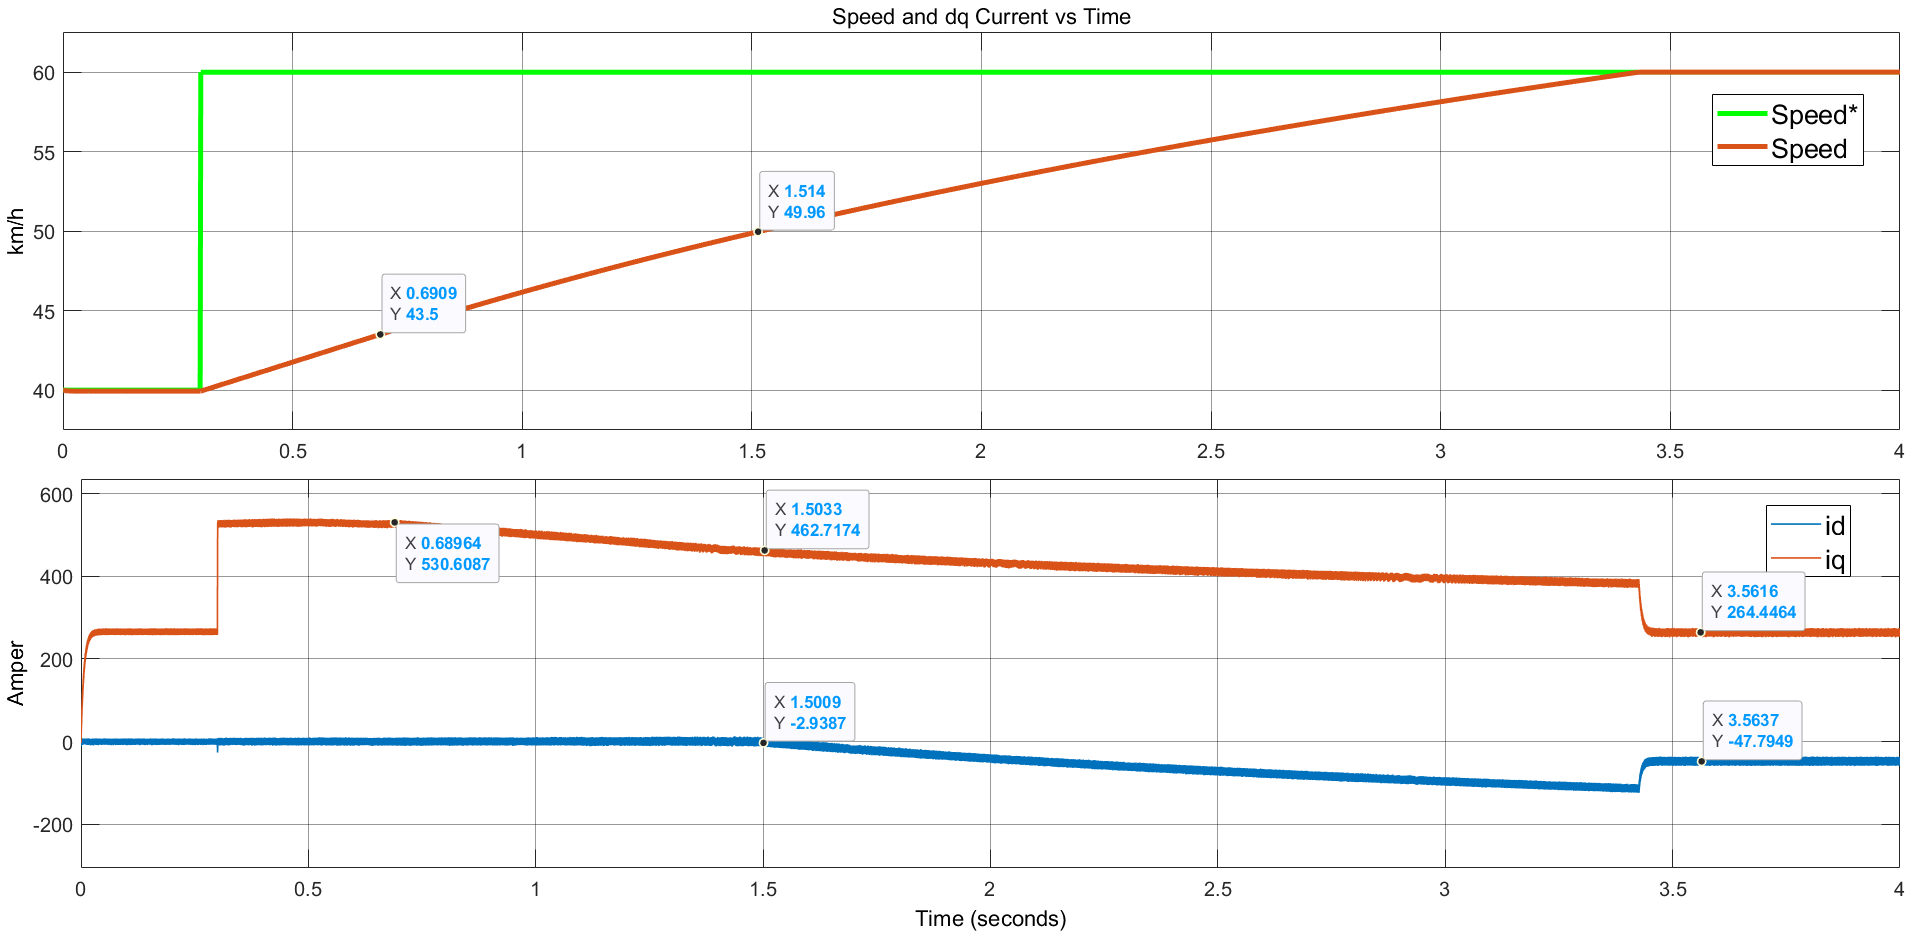 Speed and dq Current vs Time
km/h
60
55
50
45
40
0 0.5 1 1.5 2 2.5 3 3.5 4
Speed*
Speed
X 1.514
Y 49.96
X 0.6909
Y 43.5
Amper
600
400
200
0
-200
0 0.5 1 1.5 2 2.5 3 3.5 4
Time (seconds)
id
iq
X 1.5033
Y 462.7174
X 0.68964
Y 530.6087
X 3.5616
Y 264.4464
X 1.5009
Y -2.9387
X 3.5637
Y -47.7949